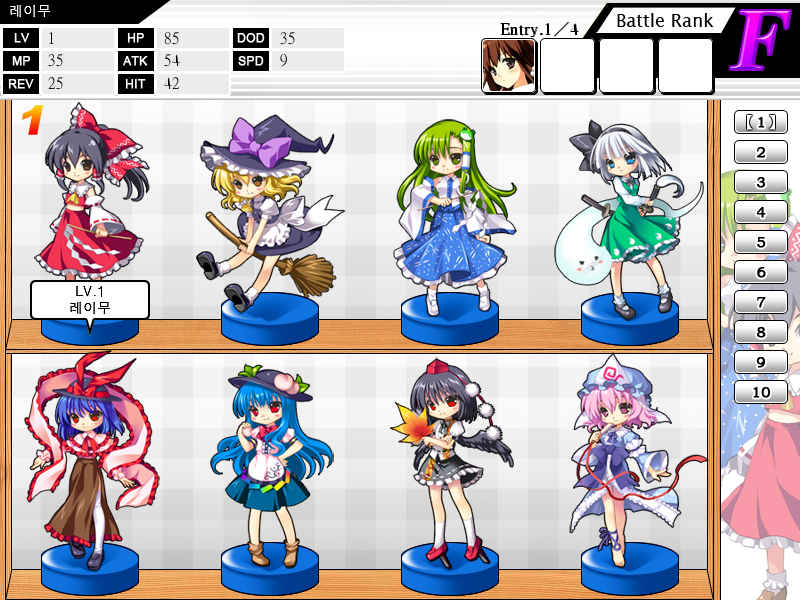 레이무
LV 1 HP 85 DOD 35
MP 35 ATK 54 SPD 9
REV 25 HIT 42
Entry.1／4
Battle Rank
F
1
LV.1
레이무
【1】
2
3
4
5
6
7
8
9
10